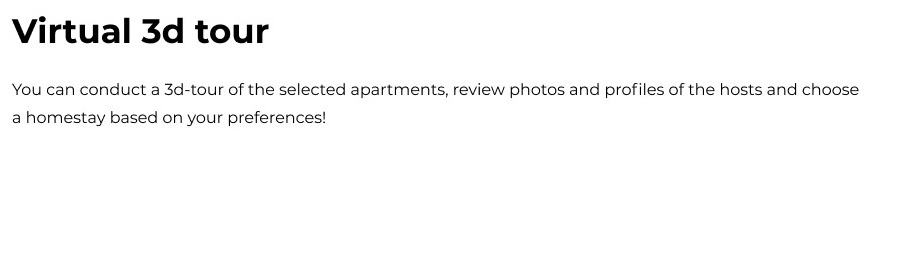 Virtual 3d tour
You can conduct a 3d-tour of the selected apartments, review photos and profiles of the hosts and choose
a homestay based on your preferences!